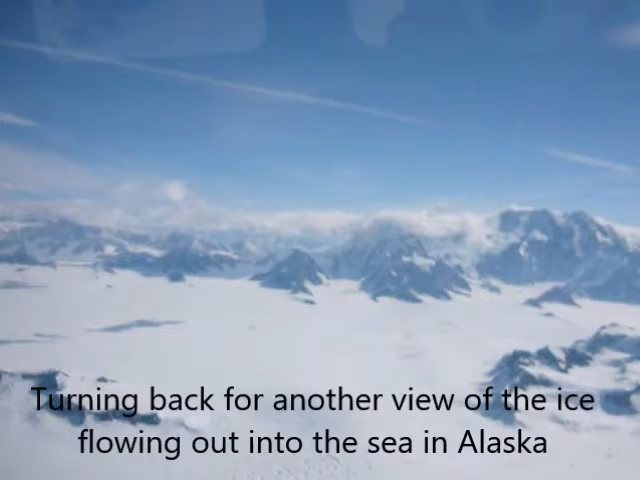 Turning back for another view of the ice
flowing out into the sea in Alaska